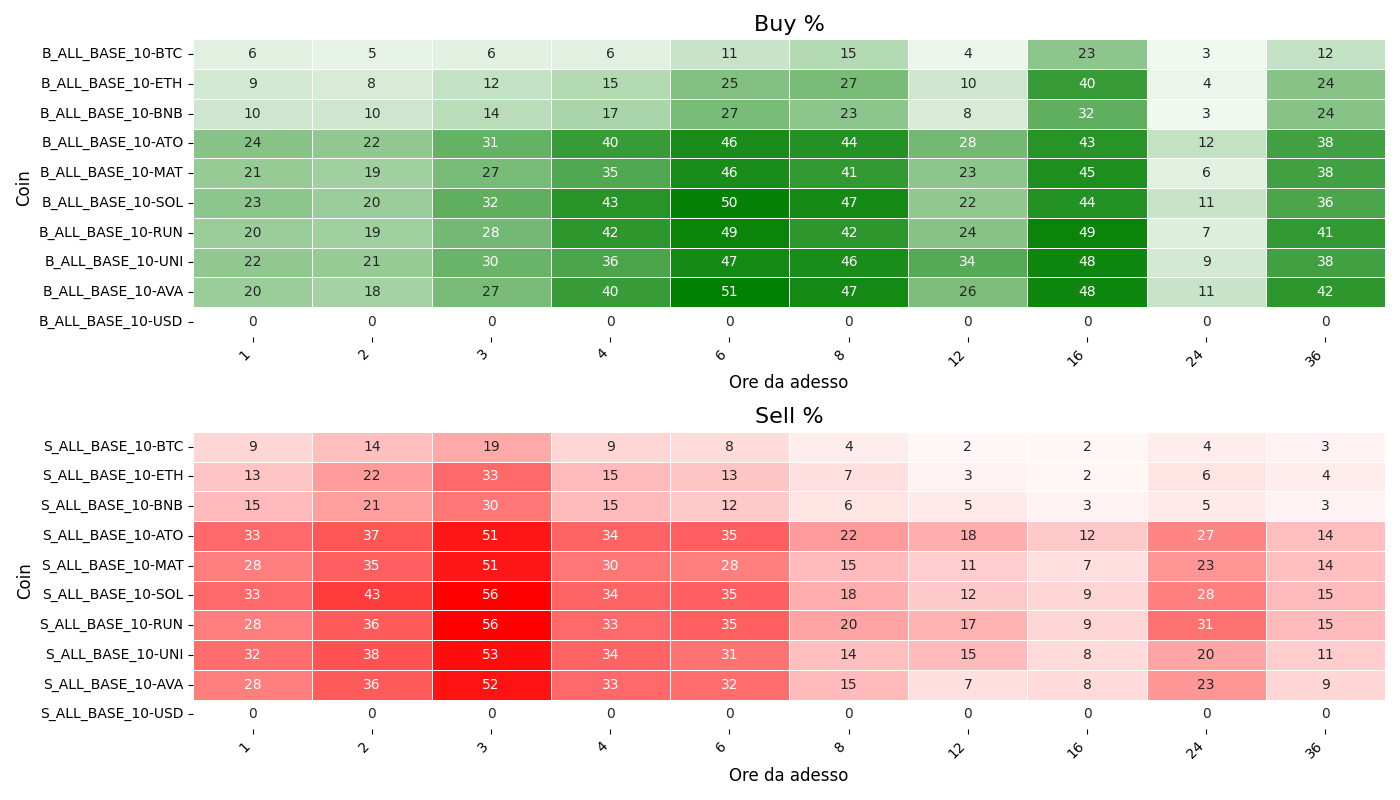 Buy %
Coin
B_ALL_BASE_10-BTC 6 5 6 6 11 15 4 23 3 12
B_ALL_BASE_10-ETH 9 8 12 15 25 27 10 40 4 24
B_ALL_BASE_10-BNB 10 10 14 17 27 23 8 32 3 24
B_ALL_BASE_10-ATO 24 22 31 40 46 44 28 43 12 38
B_ALL_BASE_10-MAT 21 19 27 35 46 41 23 45 6 38
B_ALL_BASE_10-SOL 23 20 32 43 50 47 22 44 11 36
B_ALL_BASE_10-RUN 20 19 28 42 49 42 24 49 7 41
B_ALL_BASE_10-UNI 22 21 30 36 47 46 34 48 9 38
B_ALL_BASE_10-AVA 20 18 27 40 51 47 26 48 11 42
B_ALL_BASE_10-USD 0 0 0 0 0 0 0 0 0 0
1 2 3 4 6 8 12 16 24 36
Ore da adesso
Sell %
Coin
S_ALL_BASE_10-BTC 9 14 19 9 8 4 2 2 4 3
S_ALL_BASE_10-ETH 13 22 33 15 13 7 3 2 6 4
S_ALL_BASE_10-BNB 15 21 30 15 12 6 5 3 5 3
S_ALL_BASE_10-ATO 33 37 51 34 35 22 18 12 27 14
S_ALL_BASE_10-MAT 28 35 51 30 28 15 11 7 23 14
S_ALL_BASE_10-SOL 33 43 56 34 35 18 12 9 28 15
S_ALL_BASE_10-RUN 28 36 56 33 35 20 17 9 31 15
S_ALL_BASE_10-UNI 32 38 53 34 31 14 15 8 20 11
S_ALL_BASE_10-AVA 28 36 52 33 32 15 7 8 23 9
S_ALL_BASE_10-USD 0 0 0 0 0 0 0 0 0 0
1 2 3 4 6 8 12 16 24 36
Ore da adesso